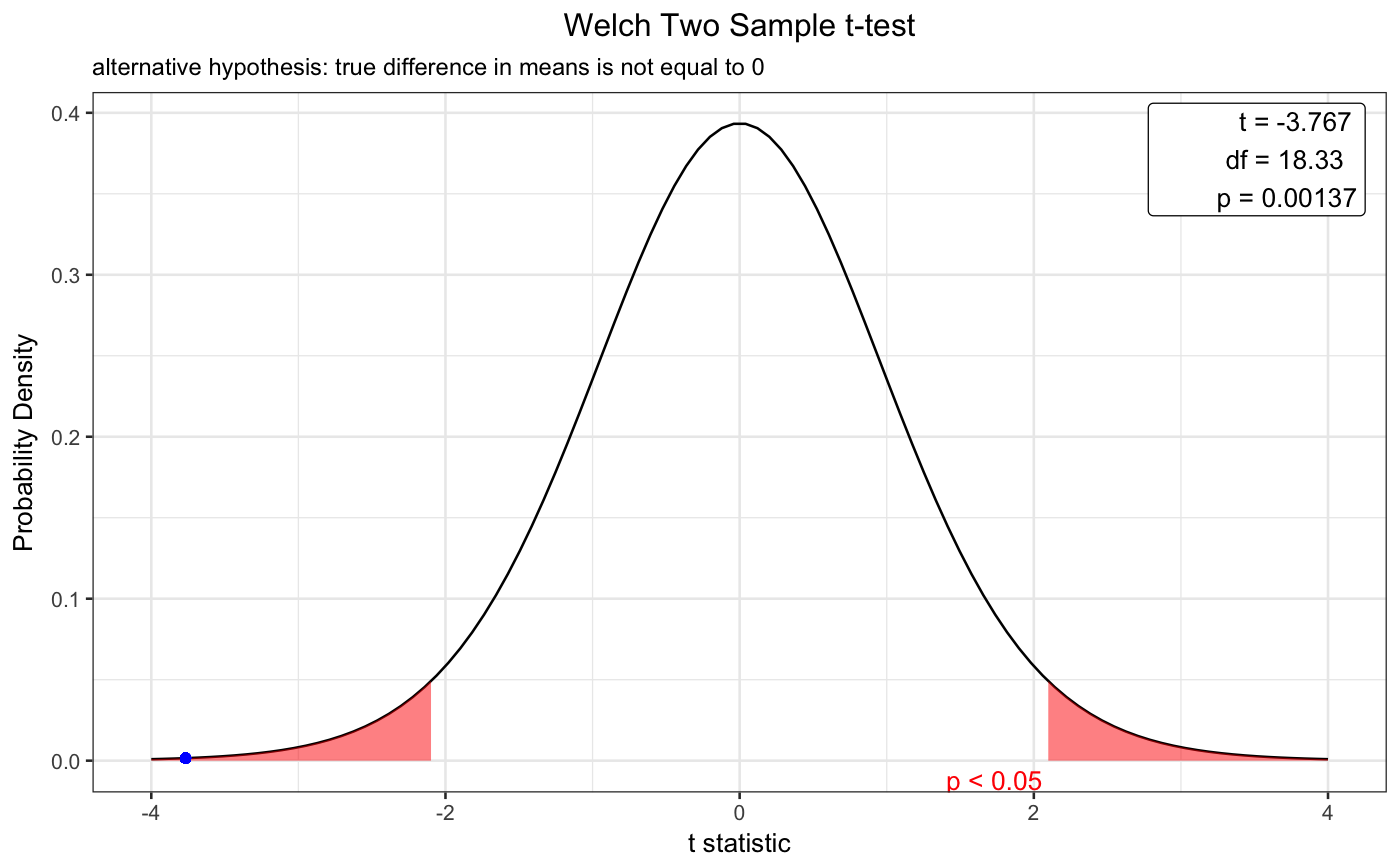 Welch Two Sample t-test
alternative hypothesis: true difference in means is not equal to 0
t = -3.767
df = 18.33
p = 0.00137
Probability Density
0.4
0.3
0.2
0.1
0.0
p < 0.05
-4 -2 0 2 4
t statistic